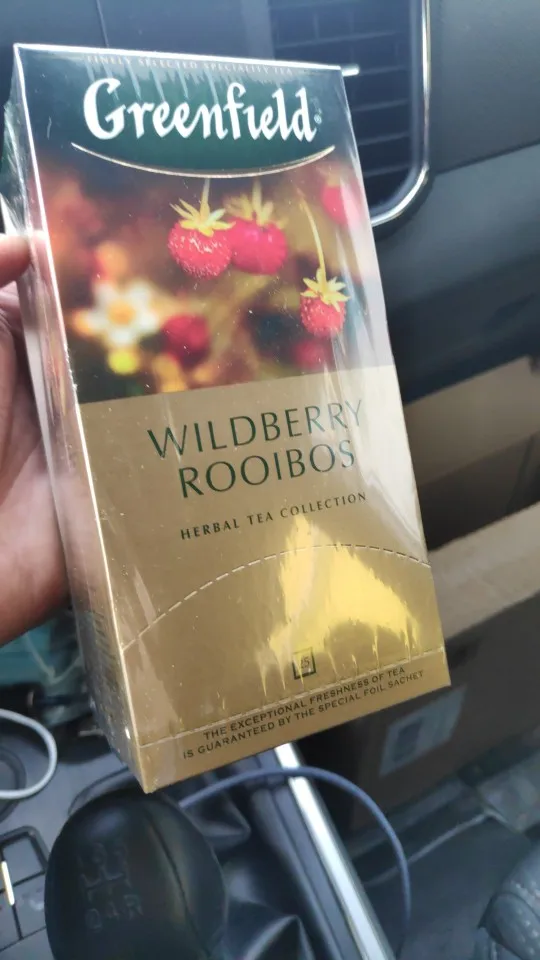 FINELY SELECTED SPECIALITY TEA
Greenfield
WILDBERRY
ROOIBOS
HERBAL TEA COLLECTION
25
THE EXCEPTIONAL FRESHNESS OF TEA
IS GUARANTEED BY THE SPECIAL FOIL SACHET